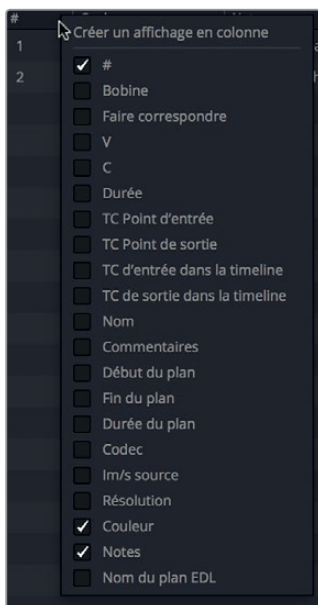 #
Créer un affichage en colonne
1
2
#
Bobine
Faire correspondre
V
C
Durée
TC Point d'entrée
TC Point de sortie
TC d'entrée dans la timeline
TC de sortie dans la timeline
Nom
Commentaires
Début du plan
Fin du plan
Durée du plan
Codec
Im/s source
Résolution
Couleur
Notes
Nom du plan EDL